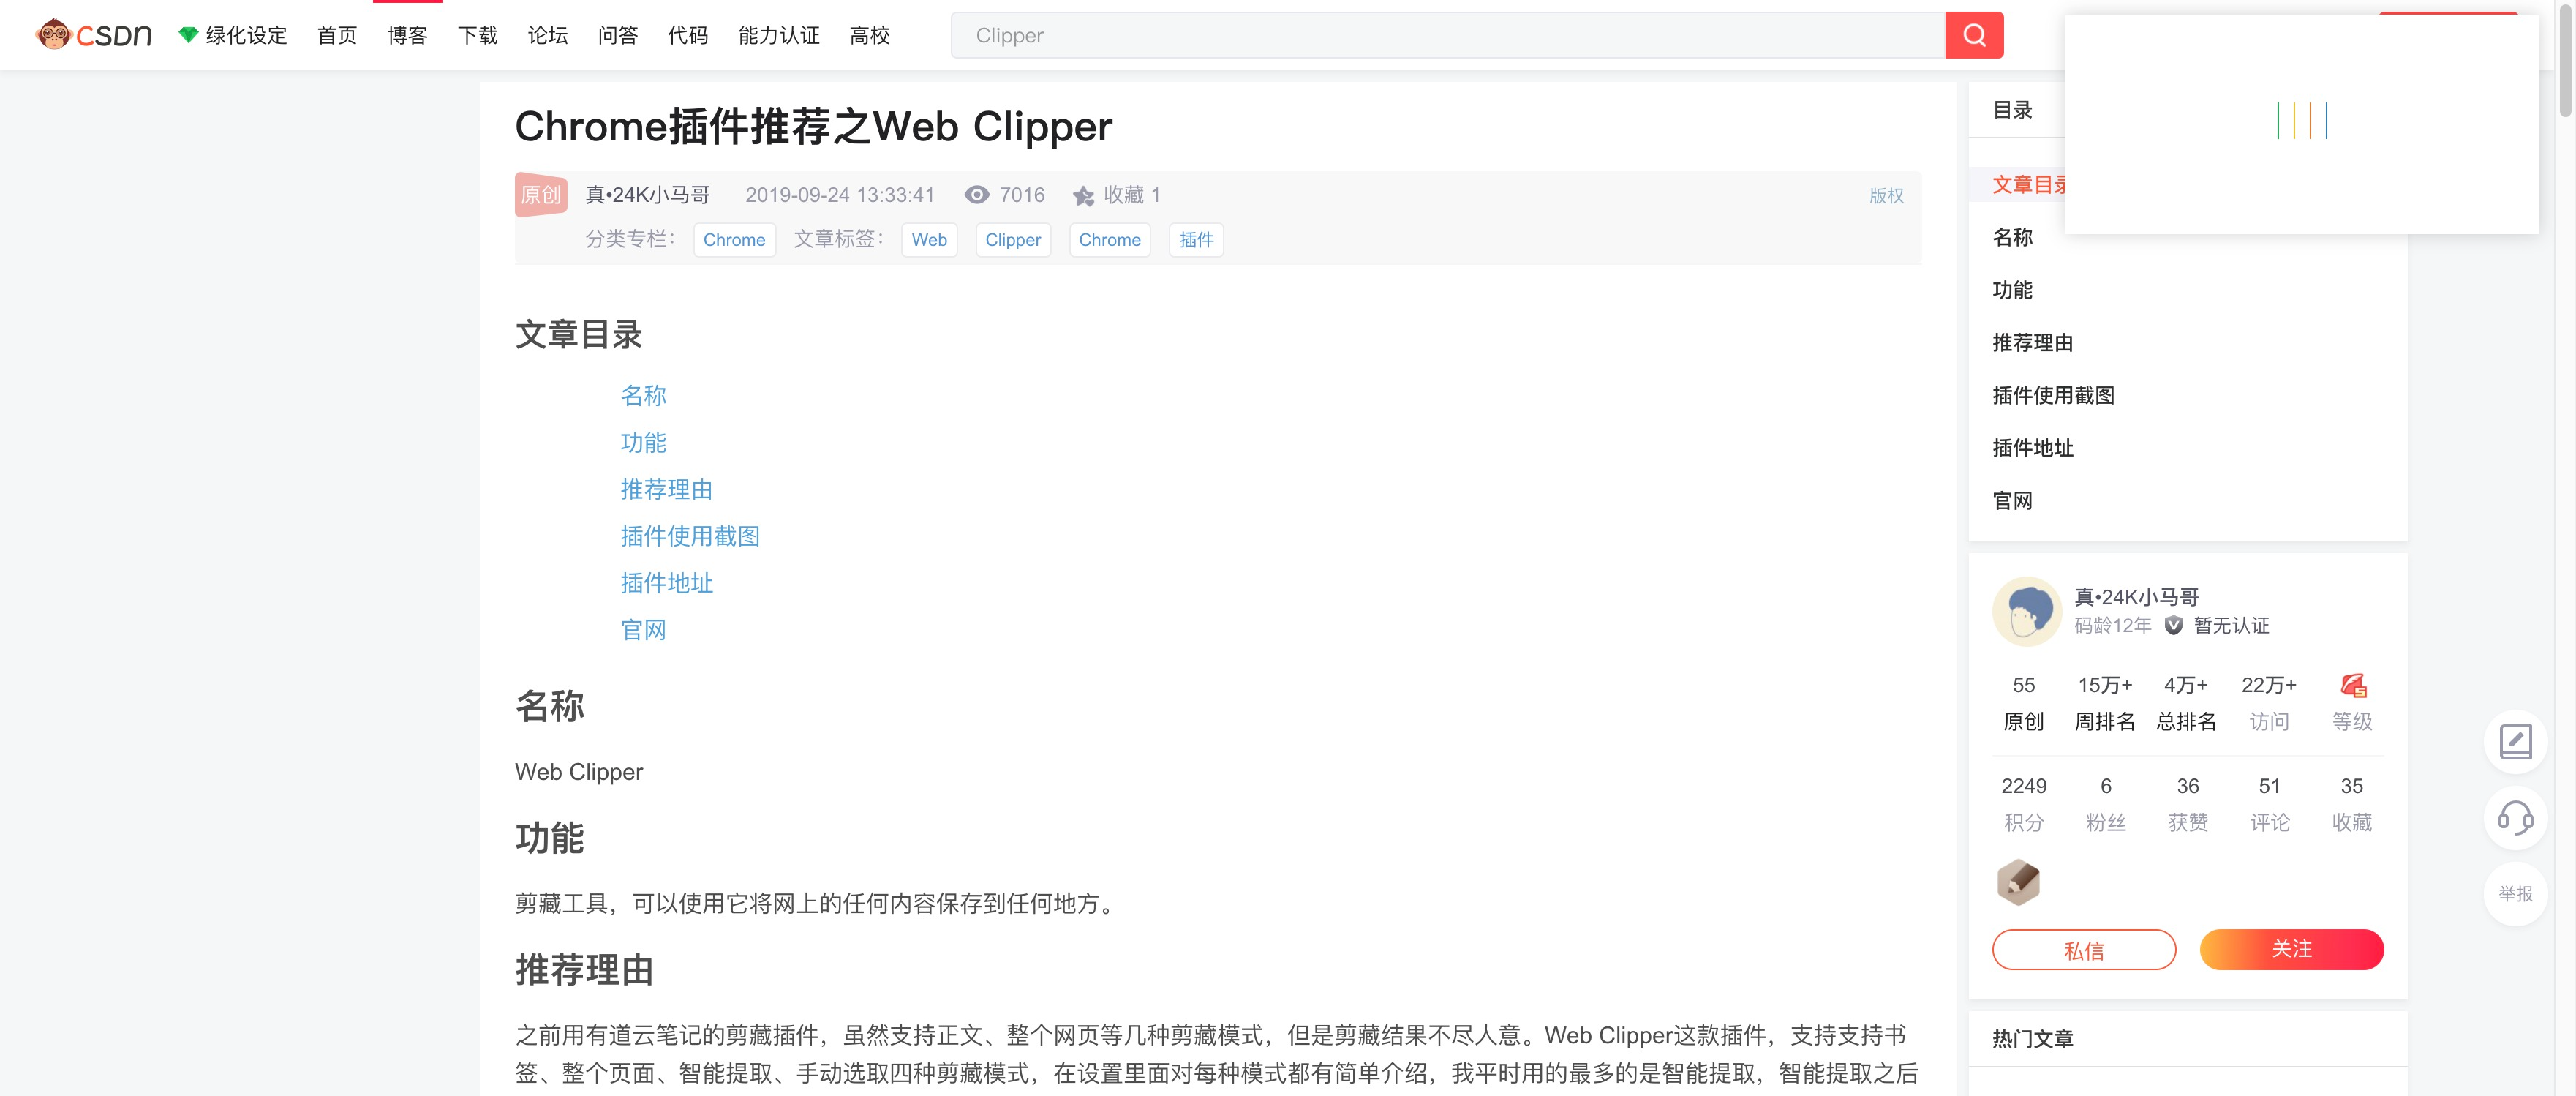 CSDN 绿化设定 首页 博客 下载 论坛 问答 代码 能力认证 高校 Clipper
Chrome插件推荐之Web Clipper
原创 真•24K小马哥 2019-09-24 13:33:41 7016 收藏 1 版权
分类专栏： Chrome 文章标签： Web Clipper Chrome 插件
文章目录
名称
功能
推荐理由
插件使用截图
插件地址
官网
名称
Web Clipper
功能
剪藏工具，可以使用它将网上的任何内容保存到任何地方。
推荐理由
之前用有道云笔记的剪藏插件，虽然支持正文、整个网页等几种剪藏模式，但是剪藏结果不尽人意。Web Clipper这款插件，支持支持书
签、整个页面、智能提取、手动选取四种剪藏模式，在设置里面对每种模式都有简单介绍，我平时用的最多的是智能提取，智能提取之后
目录
文章目录
名称
功能
推荐理由
插件使用截图
插件地址
官网
真•24K小马哥
码龄12年 暂无认证
55 15万+ 4万+ 22万+
原创 周排名 总排名 访问 等级
2249 6 36 51 35
积分 粉丝 获赞 评论 收藏
私信 关注
热门文章
举报